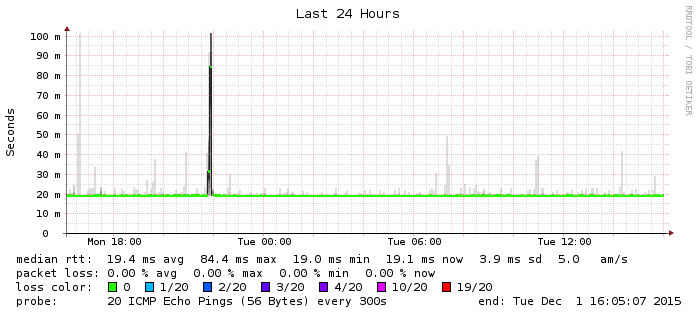 Last 24 Hours
RRDTOOL / TOBI OETIKER
Seconds
100 m
90 m
80 m
70 m
60 m
50 m
40 m
30 m
20 m
10 m
0
Mon 18:00 Tue 00:00 Tue 06:00 Tue 12:00
median rtt: 19.4 ms avg 84.4 ms max 19.0 ms min 19.1 ms now 3.9 ms sd 5.0 am/s
packet loss: 0.00 % avg 0.00 % max 0.00 % min 0.00 % now
loss color: 0 1/20 2/20 3/20 4/20 10/20 19/20
probe: 20 ICMP Echo Pings (56 Bytes) every 300s end: Tue Dec 1 16:05:07 2015